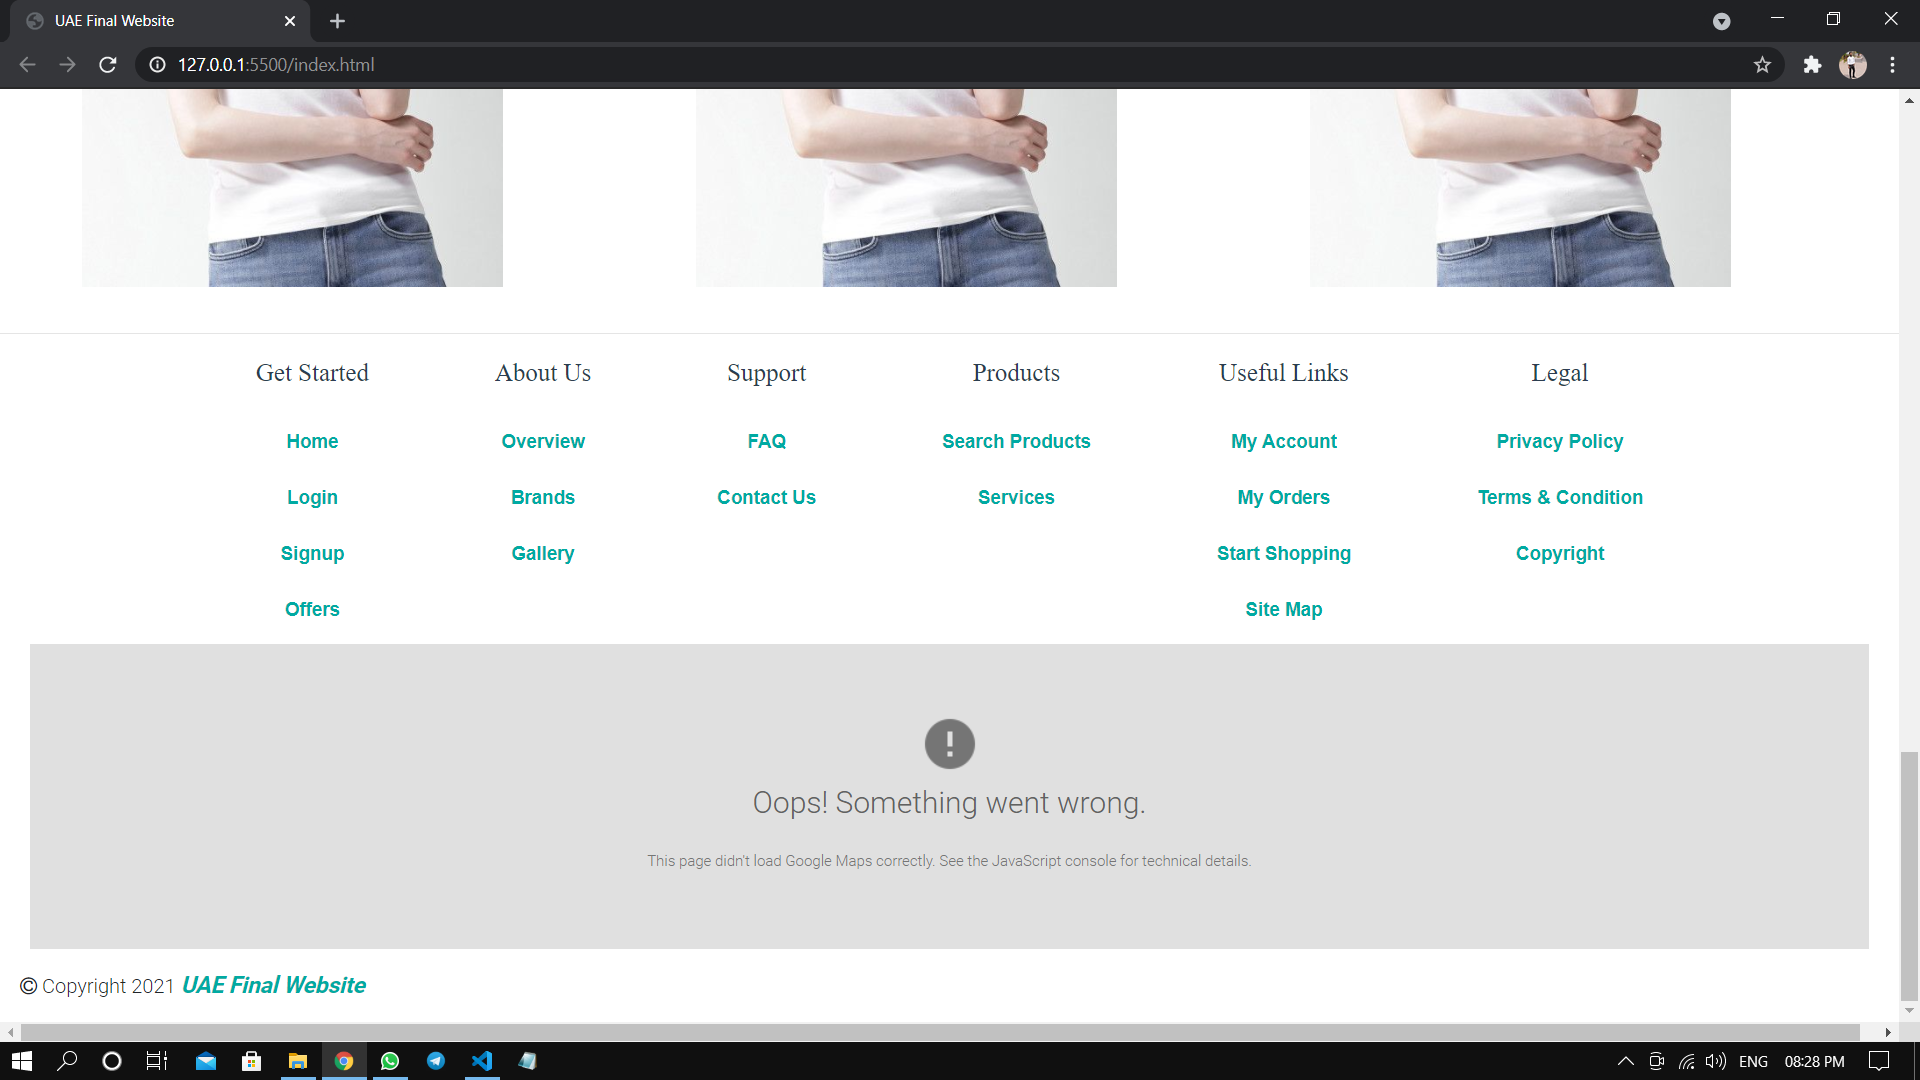 UAE Final Website
127.0.0.1:5500/index.html
Get Started About Us Support Products Useful Links Legal
Home Overview FAQ Search Products My Account Privacy Policy
Login Brands Contact Us Services My Orders Terms & Condition
Signup Gallery Start Shopping Copyright
Offers Site Map
Oops! Something went wrong.
This page didn't load Google Maps correctly. See the JavaScript console for technical details.
© Copyright 2021 UAE Final Website
ENG 08:28 PM